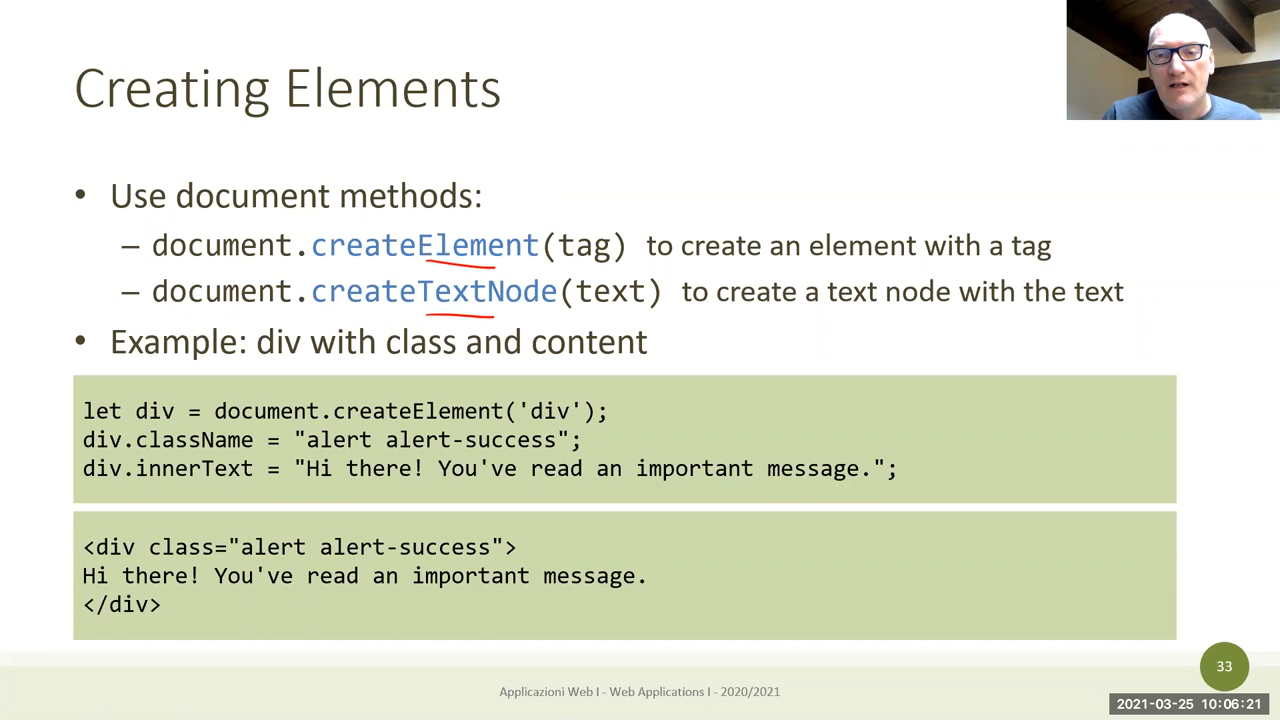 Creating Elements
• Use document methods:
– document.createElement(tag) to create an element with a tag
– document.createTextNode(text) to create a text node with the text
• Example: div with class and content
let div = document.createElement('div');
div.className = "alert alert-success";
div.innerText = "Hi there! You've read an important message.";
<div class="alert alert-success">
Hi there! You've read an important message.
</div>
33
Applicazioni Web I - Web Applications I - 2020/2021
2021-03-25 10:06:21